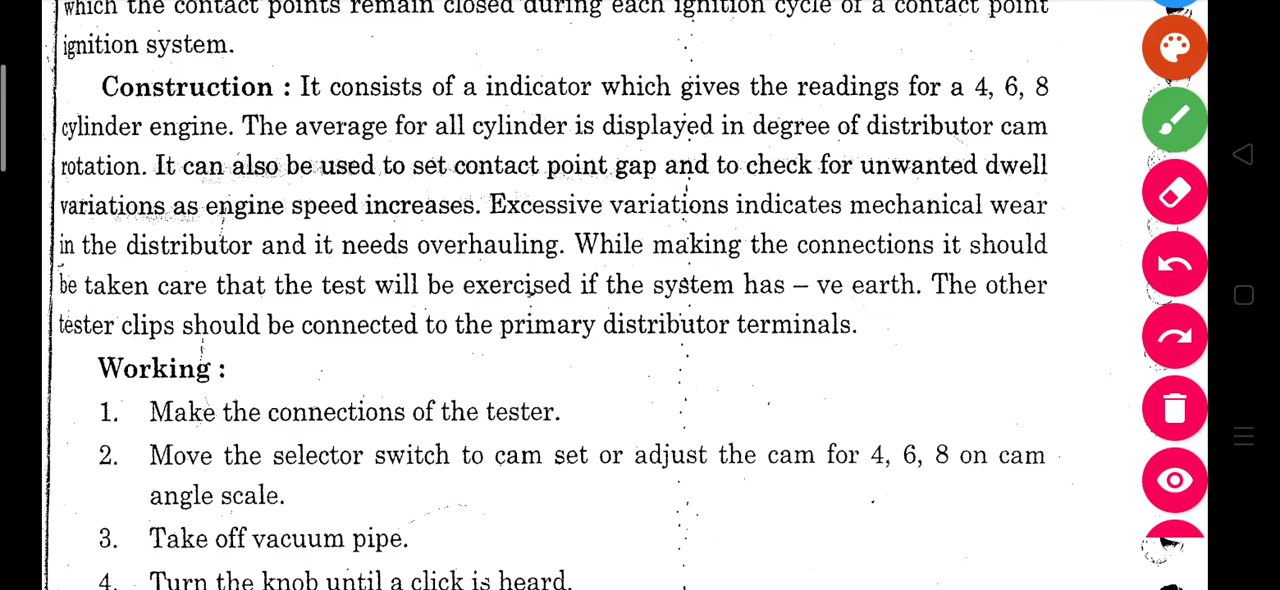 which the contact points remain closed during each ignition cycle of a contact point
ignition system.
Construction : It consists of a indicator which gives the readings for a 4, 6, 8
cylinder engine. The average for all cylinder is displayed in degree of distributor cam
rotation. It can also be used to set contact point gap and to check for unwanted dwell
variations as engine speed increases. Excessive variations indicates mechanical wear
in the distributor and it needs overhauling. While making the connections it should
be taken care that the test will be exercised if the system has – ve earth. The other
tester clips should be connected to the primary distributor terminals.
Working :
1. Make the connections of the tester.
2. Move the selector switch to cam set or adjust the cam for 4, 6, 8 on cam
angle scale.
3. Take off vacuum pipe.
4. Turn the knob until a click is heard.